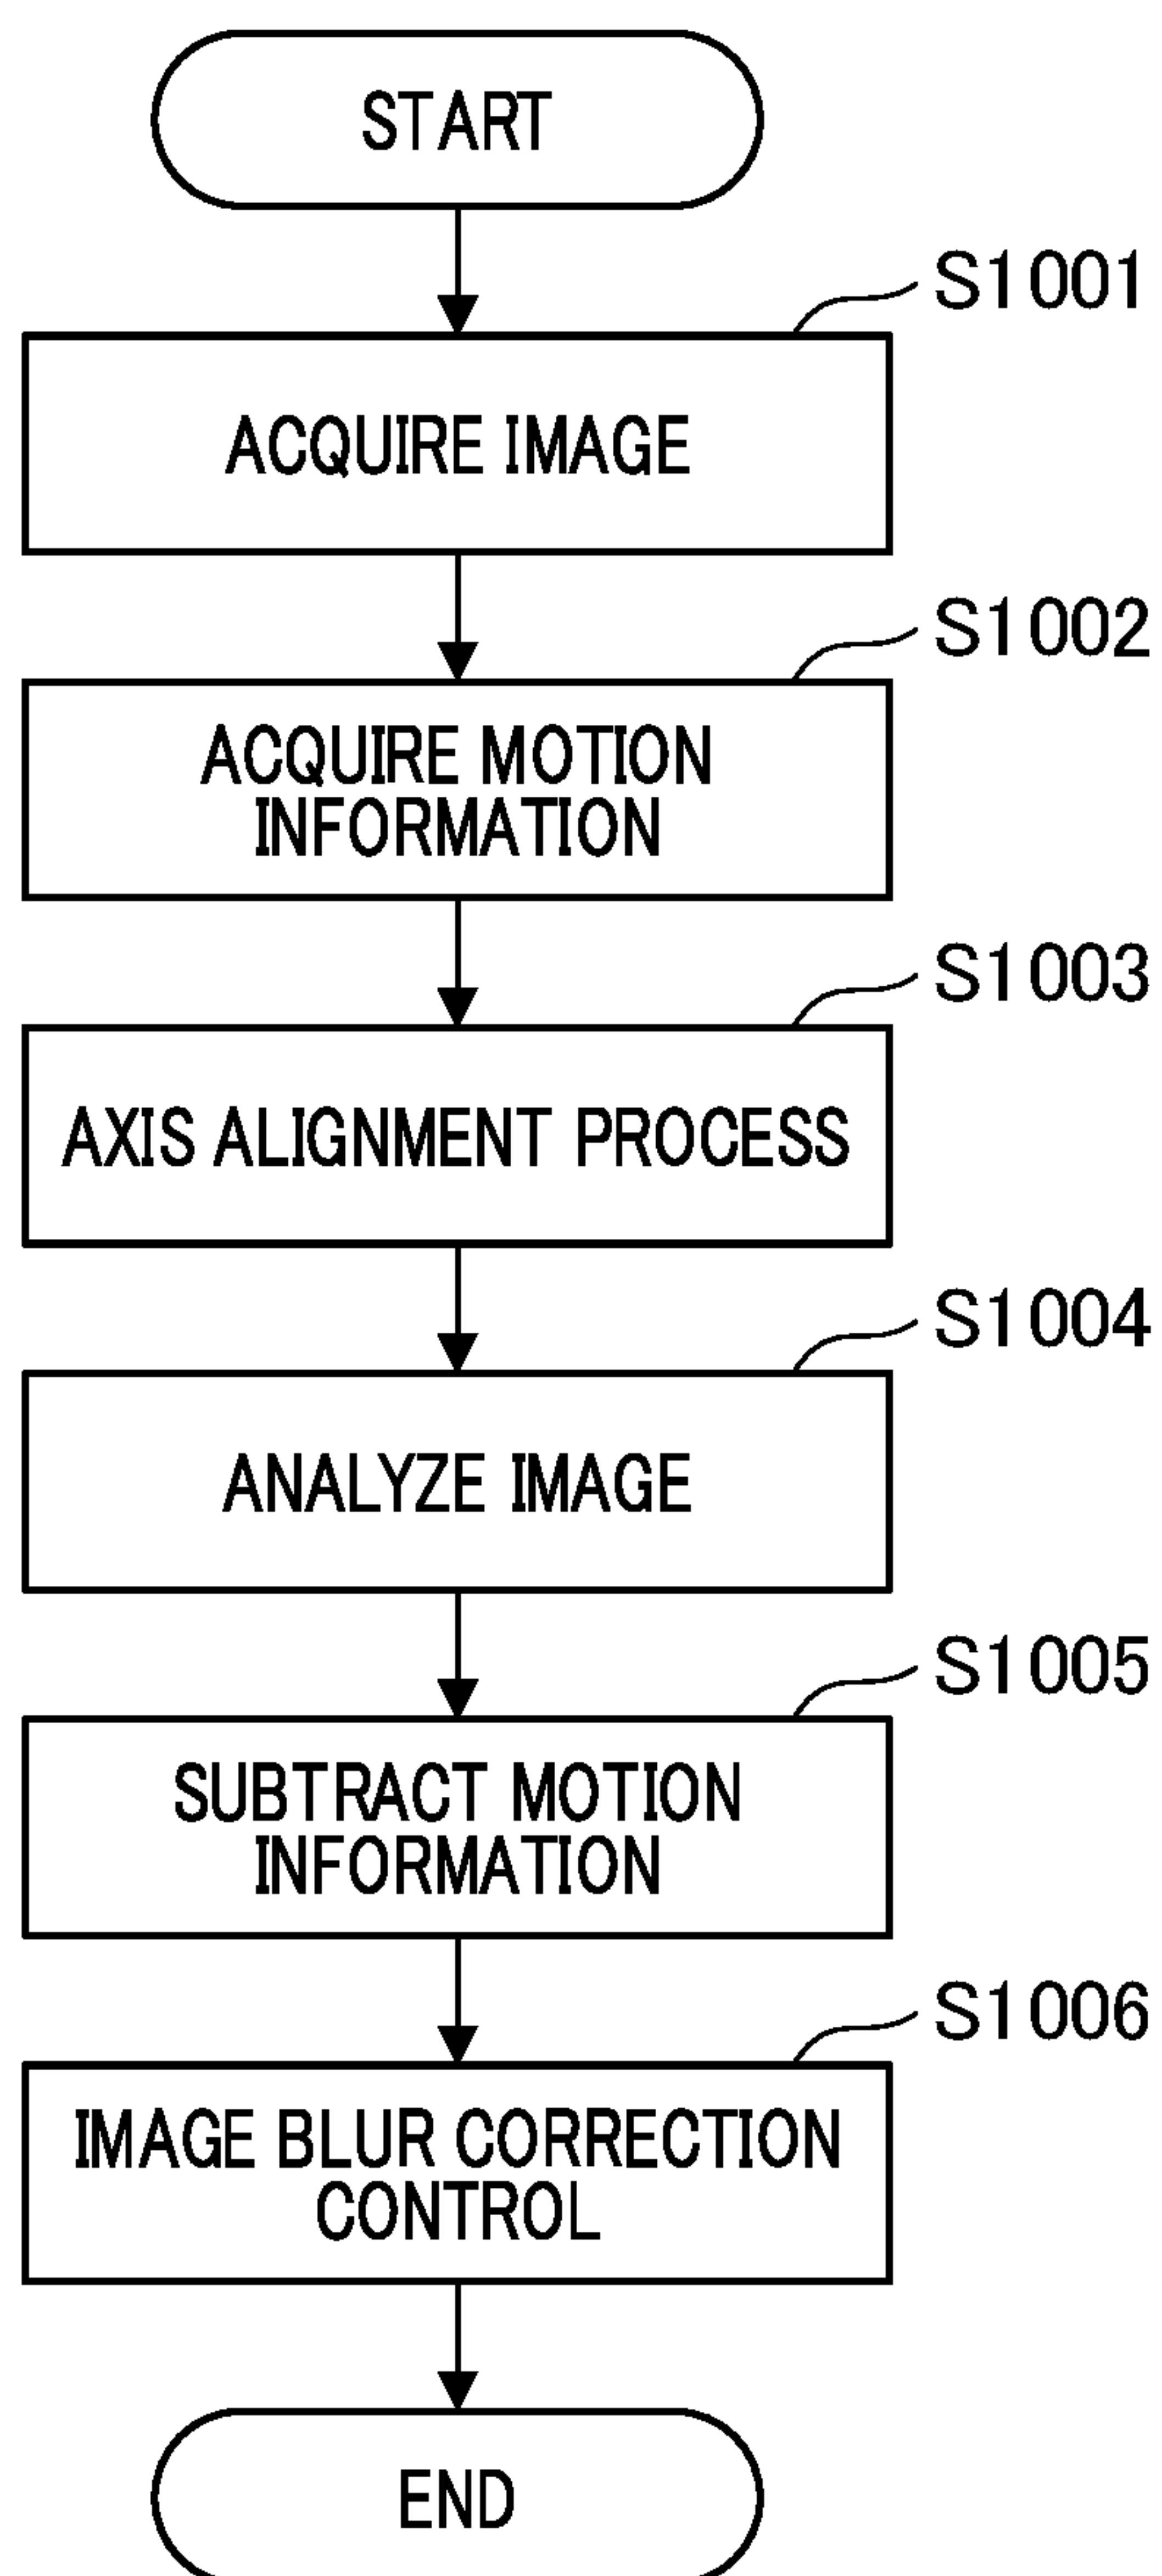 START
S1001
ACQUIRE IMAGE
S1002
ACQUIRE MOTION
INFORMATION
S1003
AXIS ALIGNMENT PROCESS
S1004
ANALYZE IMAGE
S1005
SUBTRACT MOTION
INFORMATION
S1006
IMAGE BLUR CORRECTION
CONTROL
END